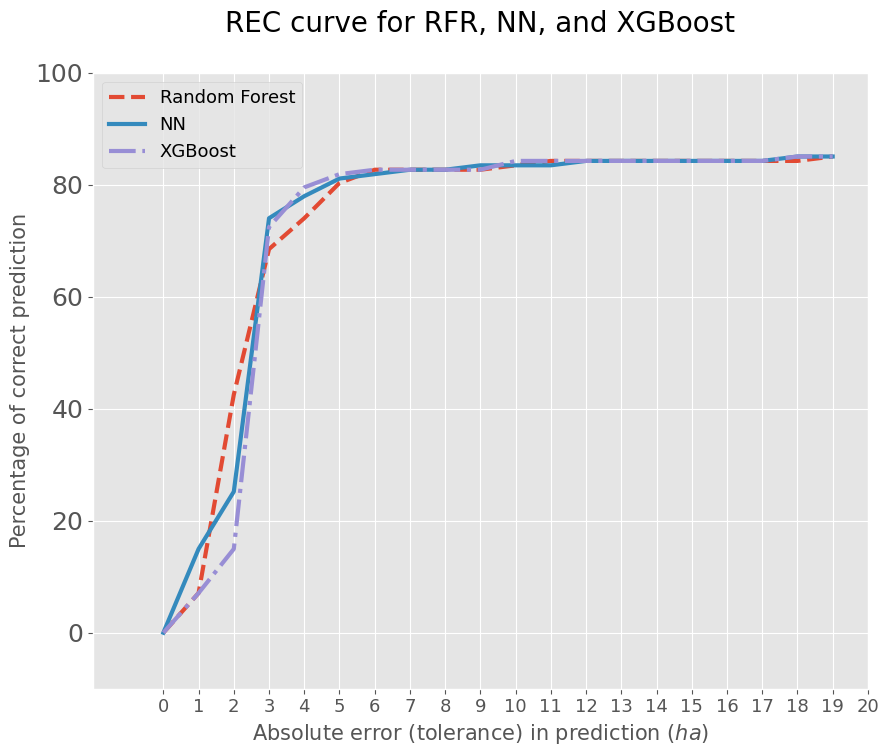 REC curve for RFR, NN, and XGBoost
100
80
60
40
20
0
Percentage of correct prediction
Random Forest
NN
XGBoost
0 1 2 3 4 5 6 7 8 9 10 11 12 13 14 15 16 17 18 19 20
Absolute error (tolerance) in prediction (ha)